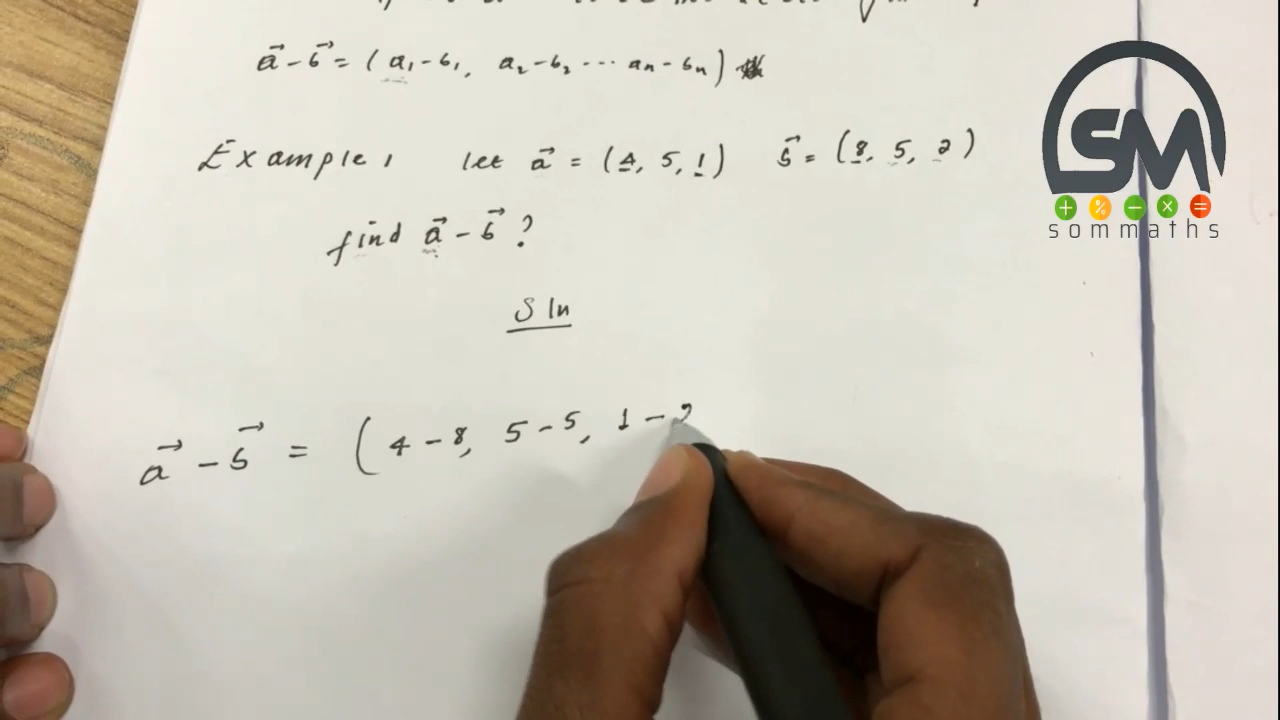 a⃗ - b⃗ = (a₁ - b₁, a₂ - b₂ ... aₙ - bₙ)
Example: let a⃗ = (4, 5, 1) b⃗ = (8, 5, 2)
find a⃗ - b⃗ ?
Sln
a⃗ - b⃗ = (4 - 8, 5 - 5, 1 - 2
SM
+ % - × =
sommaths